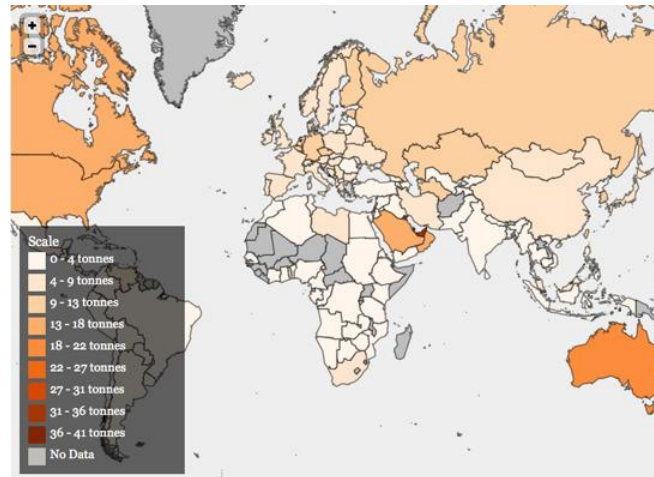 +
−
Scale
0 - 4 tonnes
4 - 9 tonnes
9 - 13 tonnes
13 - 18 tonnes
18 - 22 tonnes
22 - 27 tonnes
27 - 31 tonnes
31 - 36 tonnes
36 - 41 tonnes
No Data